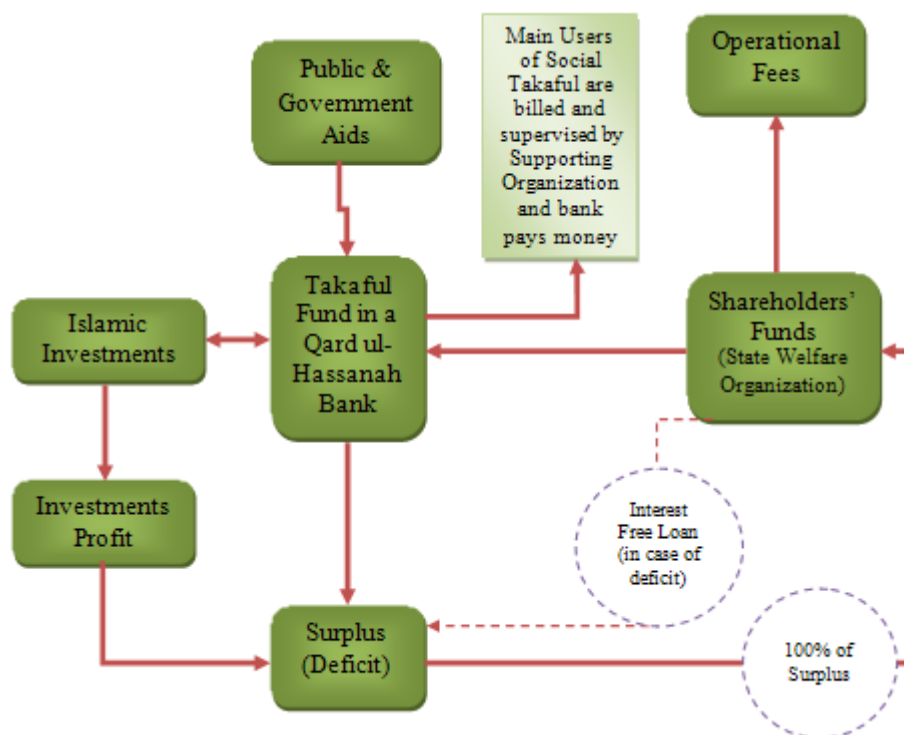 Public &
Government
Aids
Main Users
of Social
Takaful are
billed and
supervised by
Supporting
Organization
and bank
pays money
Operational
Fees
Islamic
Investments
Takaful
Fund in a
Qard ul-
Hassanah
Bank
Shareholders'
Funds
(State Welfare
Organization)
Investments
Profit
Interest
Free Loan
(in case of
deficit)
Surplus
(Deficit)
100% of
Surplus